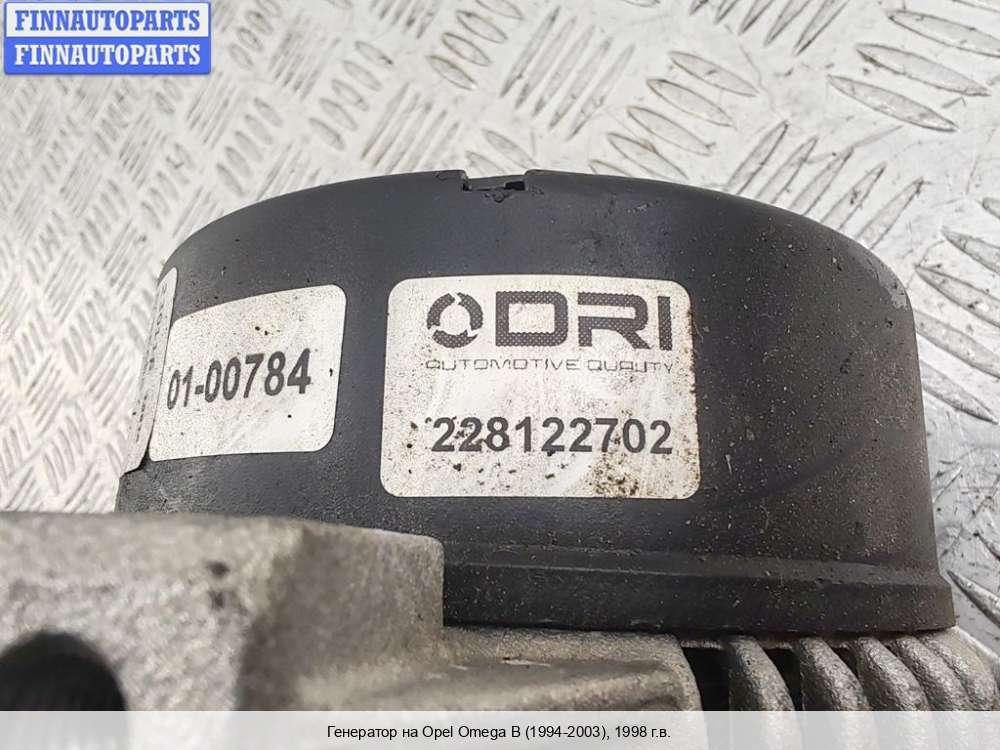 FINNAUTOPARTS
FINNAUTOPARTS
DRI
AUTOMOTIVE QUALITY
01-00784
228122702
Генератор на Opel Omega B (1994-2003), 1998 г.в.